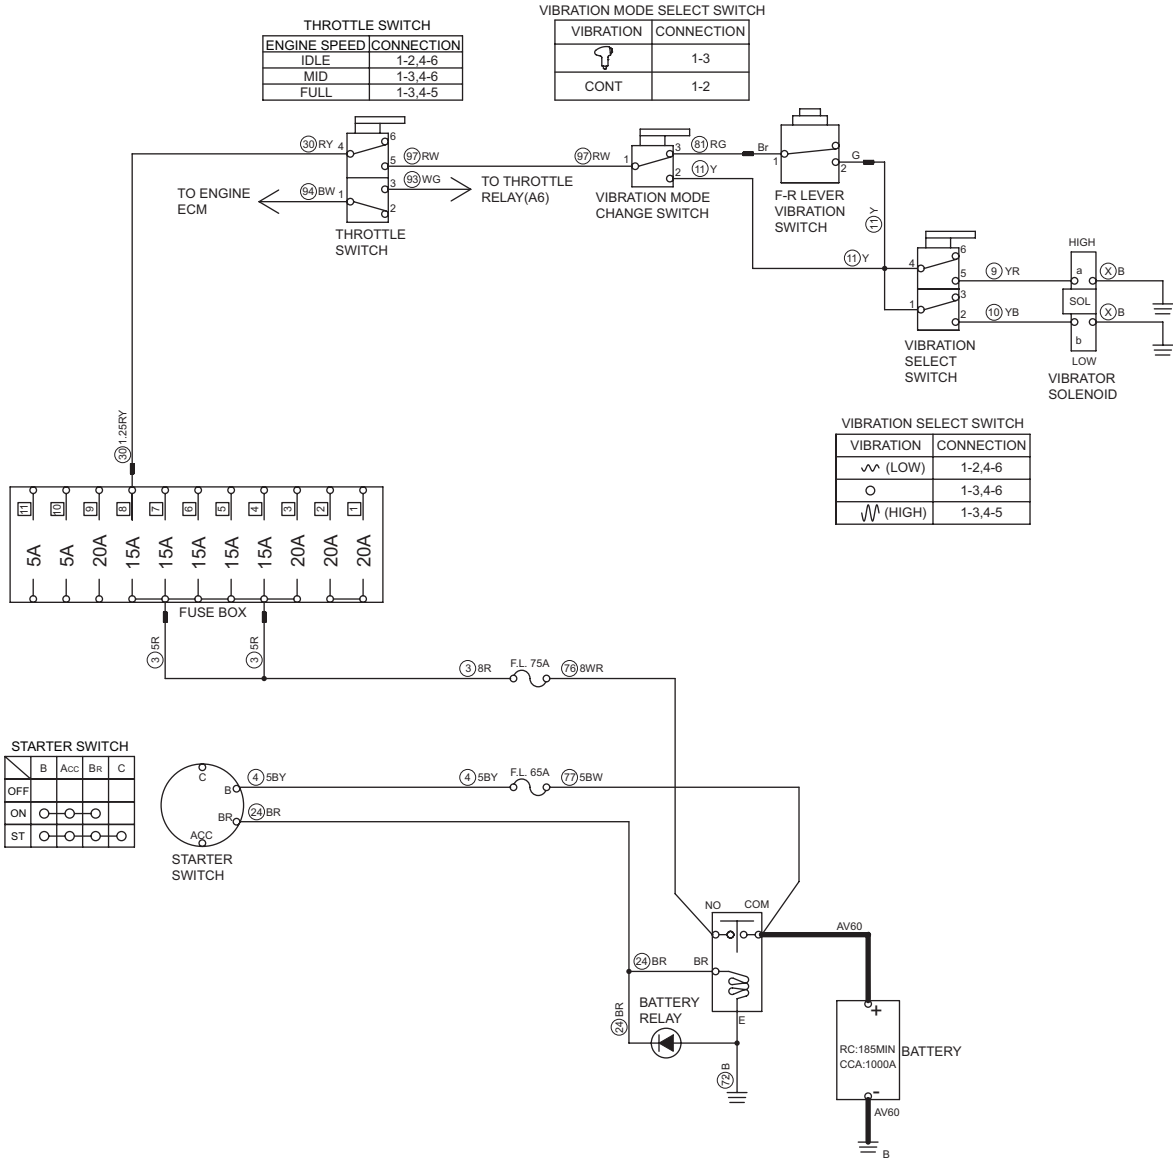 VIBRATION MODE SELECT SWITCH
VIBRATION CONNECTION
1-3
CONT 1-2
THROTTLE SWITCH
ENGINE SPEED CONNECTION
IDLE 1-2,4-6
MID 1-3,4-6
FULL 1-3,4-5
30 RY 4 6
5 97 RW
97 RW 1 3 81 RG Br 1
2 11 Y
2 G
TO ENGINE
ECM
94 BW 1 3 93 WG
2
TO THROTTLE
RELAY(A6)
THROTTLE
SWITCH
VIBRATION MODE
CHANGE SWITCH
F-R LEVER
VIBRATION
SWITCH
11 Y
11 Y
4 6
5 9 YR
1 3
2 10 YB
HIGH
a
SOL
b
LOW
X B
X B
VIBRATION
SELECT
SWITCH
VIBRATOR
SOLENOID
VIBRATION SELECT SWITCH
VIBRATION CONNECTION
(LOW) 1-2,4-6
1-3,4-6
(HIGH) 1-3,4-5
30 1.25RY
11 10 9 8 7 6 5 4 3 2 1
5A 5A 20A 15A 15A 15A 15A 15A 20A 20A 20A
FUSE BOX
3 5R
3 5R
3 8R F.L. 75A 76 8WR
STARTER SWITCH
B ACC BR C
OFF
ON
ST
C
B
BR
ACC
STARTER
SWITCH
4 5BY
4 5BY F.L. 65A 77 5BW
24 BR
NO COM
AV60
24 BR BR
24 BR
BATTERY
RELAY
E
72 B
+
RC:185MIN
CCA:1000A
BATTERY
-
AV60
B